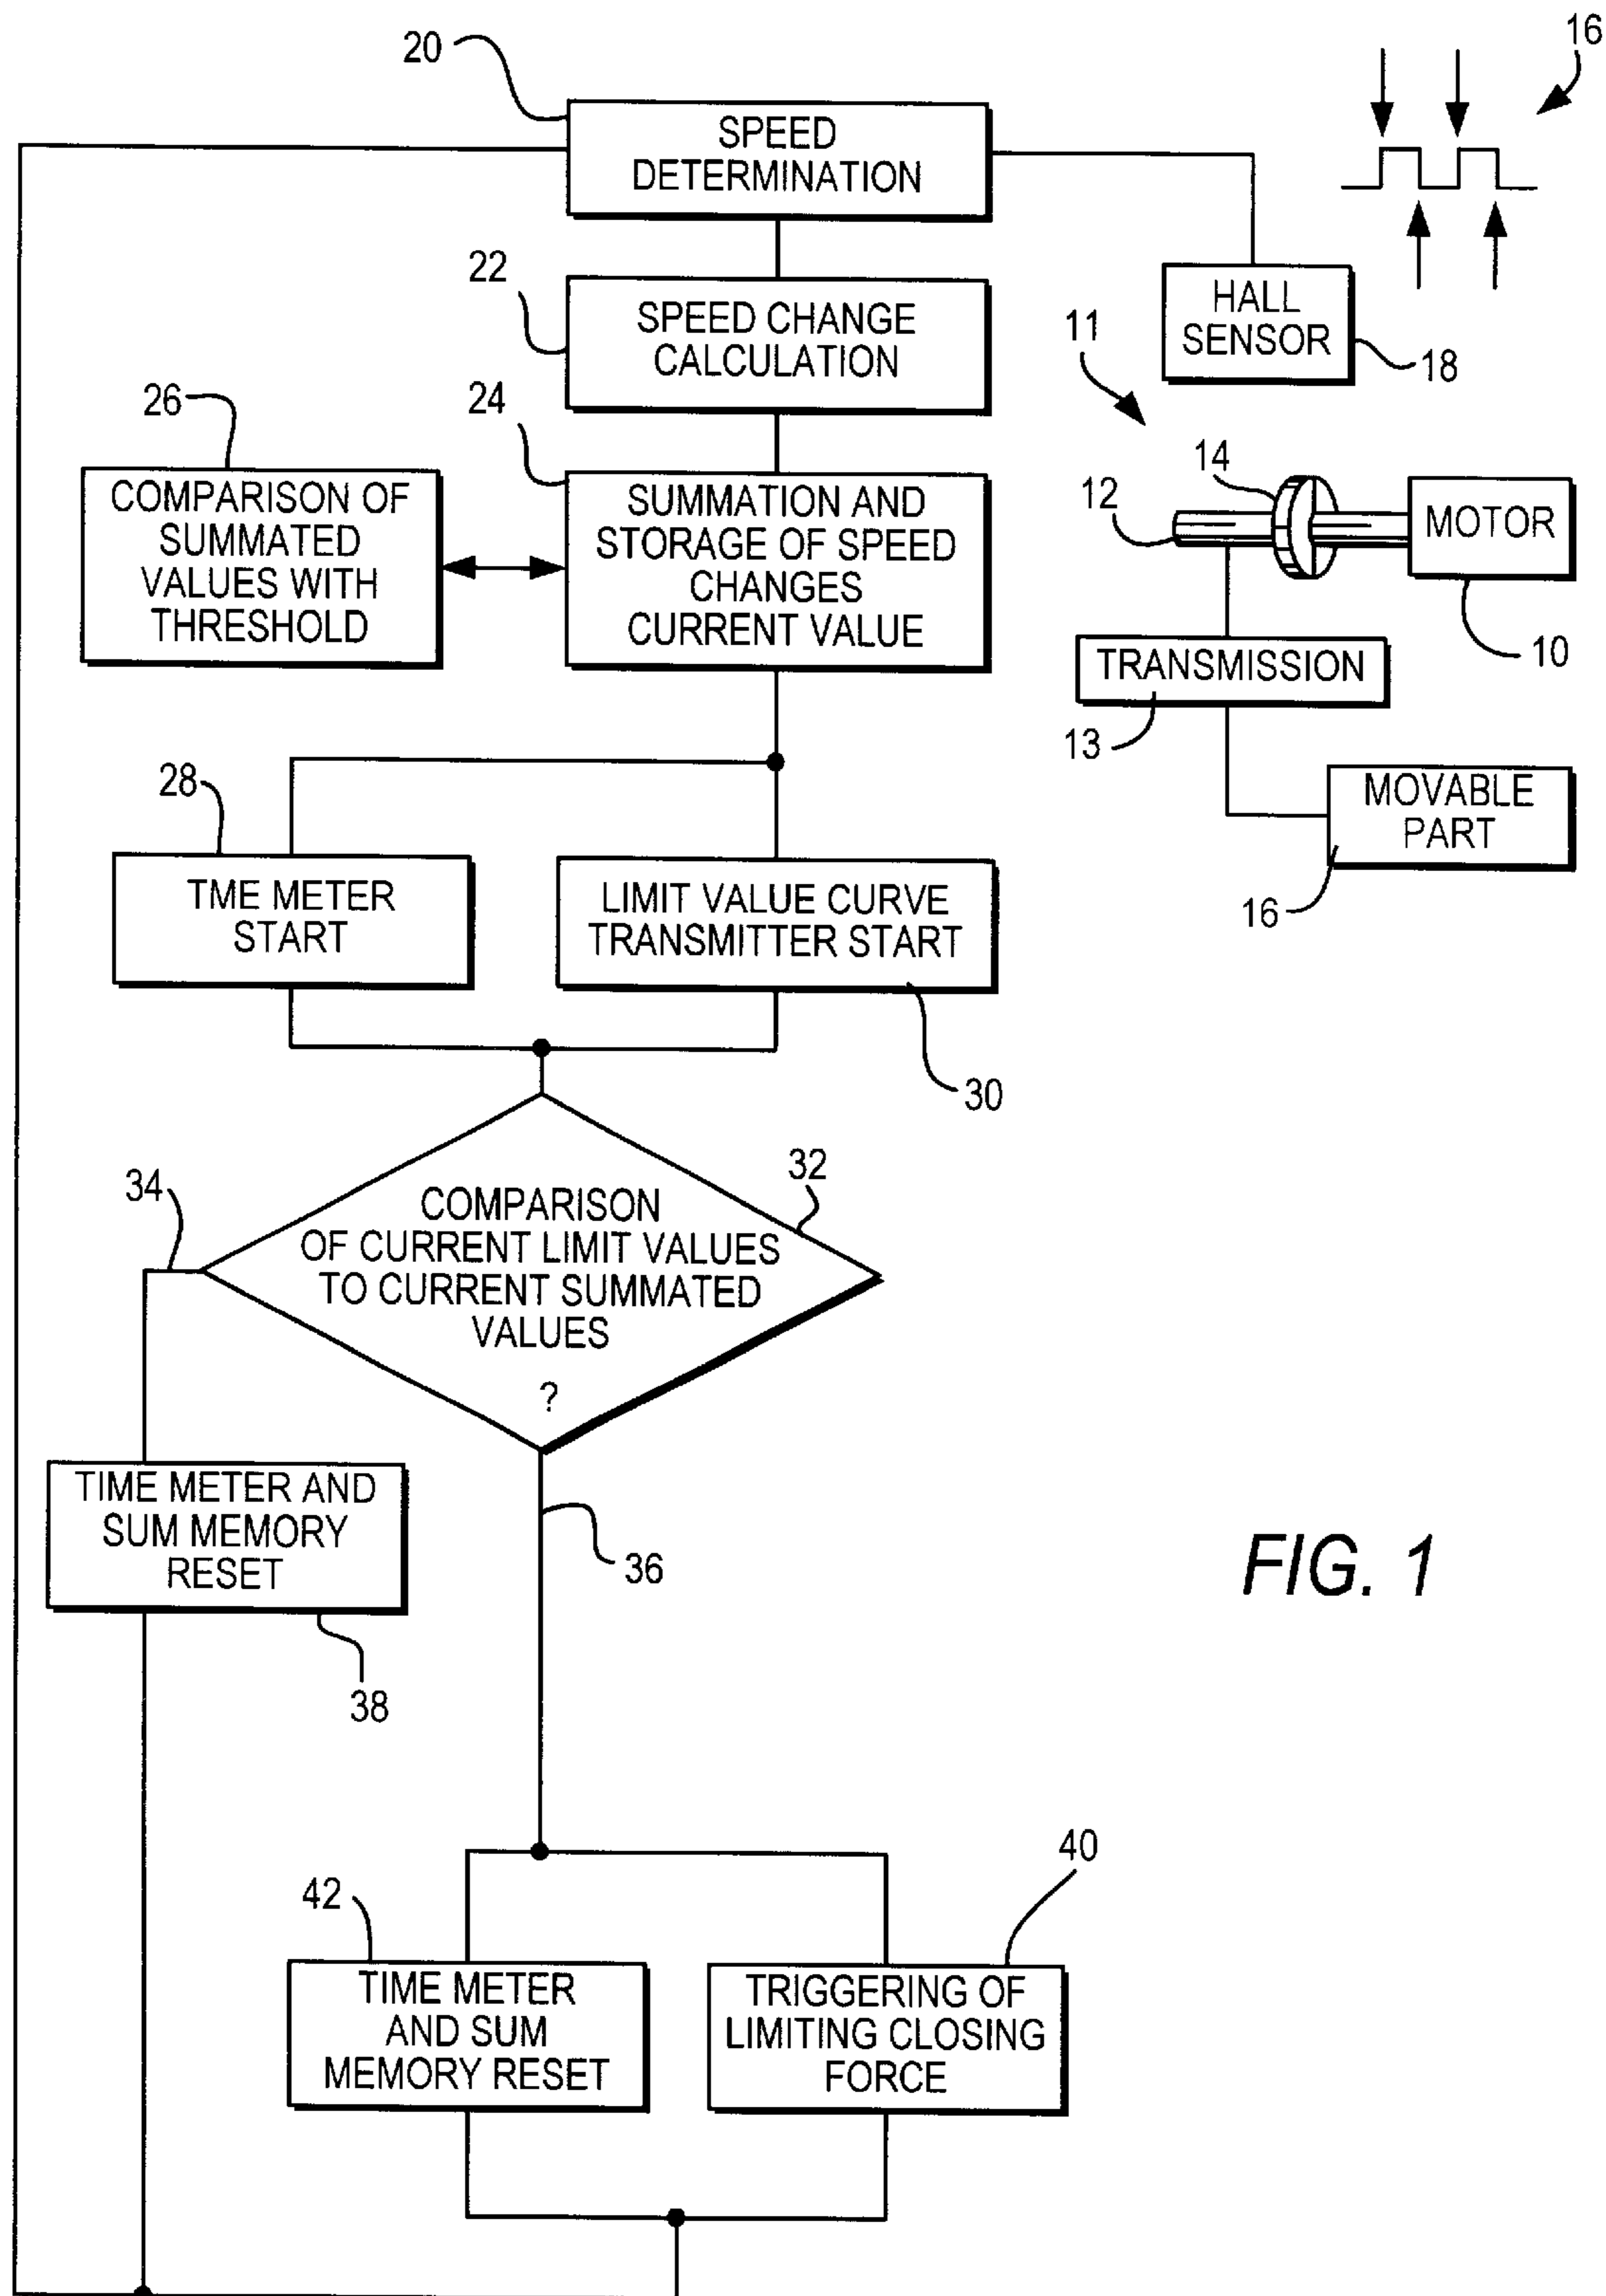 20
16
SPEED
DETERMINATION
22
SPEED CHANGE
CALCULATION
HALL
SENSOR
18
11
26
24
COMPARISON OF
SUMMATED
VALUES WITH
THRESHOLD
SUMMATION AND
STORAGE OF SPEED
CHANGES
CURRENT VALUE
14
12
MOTOR
10
TRANSMISSION
13
MOVABLE
PART
16
28
TME METER
START
LIMIT VALUE CURVE
TRANSMITTER START
30
34
32
COMPARISON
OF CURRENT LIMIT VALUES
TO CURRENT SUMMATED
VALUES
?
TIME METER AND
SUM MEMORY
RESET
36
38
FIG. 1
42
40
TIME METER
AND SUM
MEMORY RESET
TRIGGERING OF
LIMITING CLOSING
FORCE